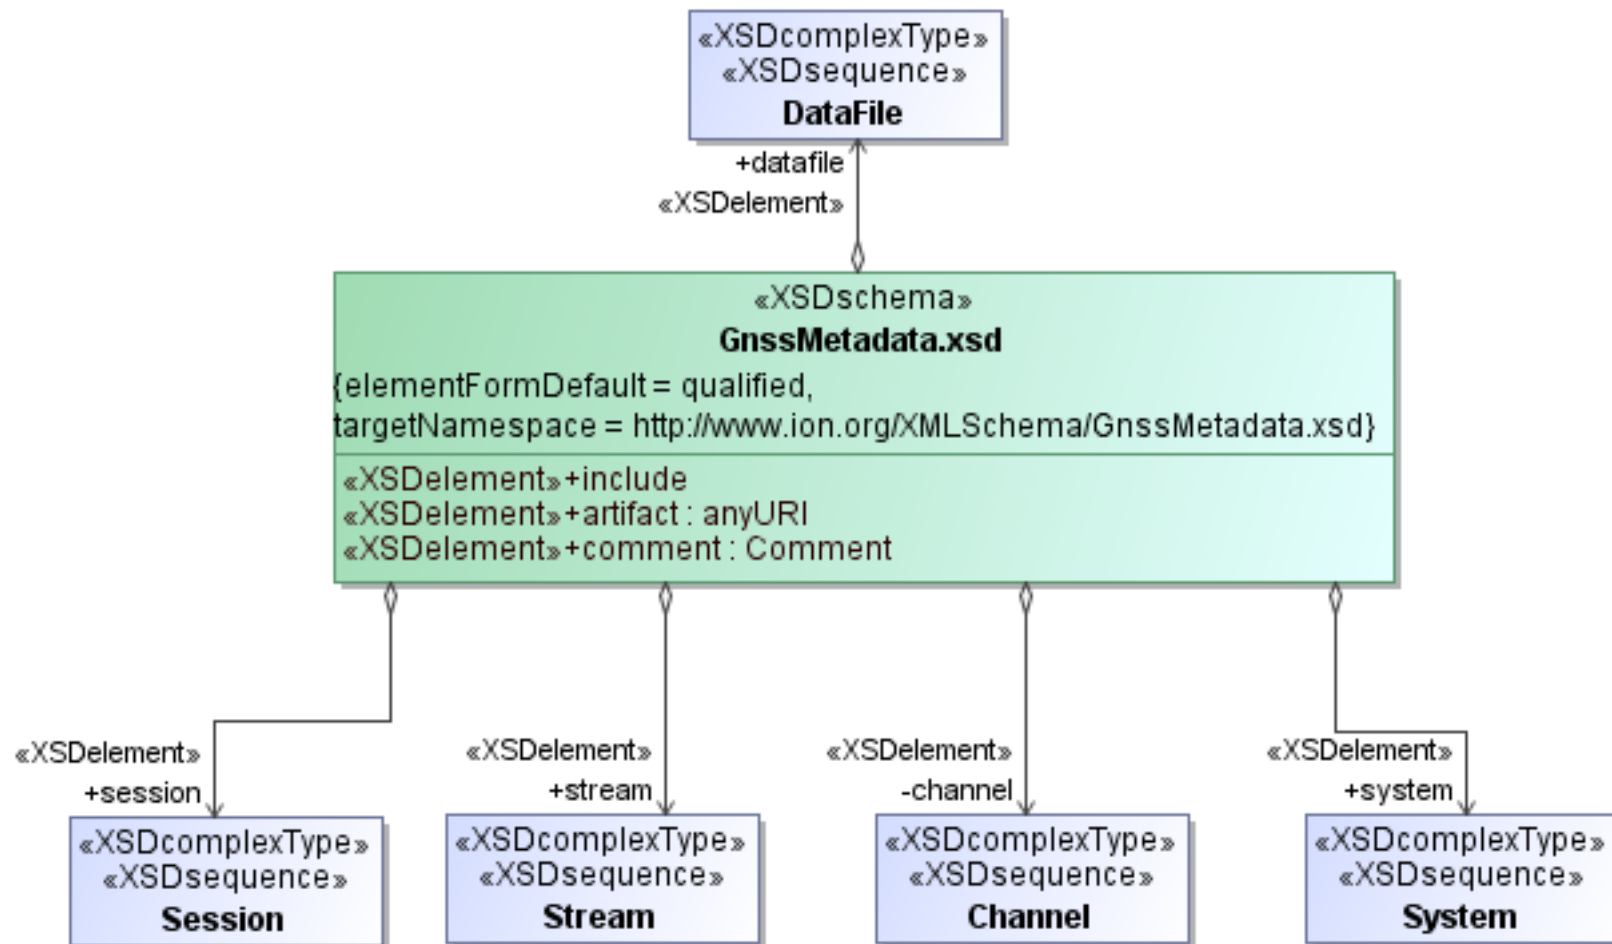 «XSDcomplexType»
«XSDsequence»
DataFile
+datafile
«XSDelement»
«XSDschema»
GnssMetadata.xsd
{elementFormDefault = qualified,
targetNamespace = http://www.ion.org/XMLSchema/GnssMetadata.xsd}
«XSDelement»+include
«XSDelement»+artifact : anyURI
«XSDelement»+comment : Comment
«XSDelement»
+session
«XSDcomplexType»
«XSDsequence»
Session
«XSDelement»
+stream
«XSDcomplexType»
«XSDsequence»
Stream
«XSDelement»
-channel
«XSDcomplexType»
«XSDsequence»
Channel
«XSDelement»
+system
«XSDcomplexType»
«XSDsequence»
System